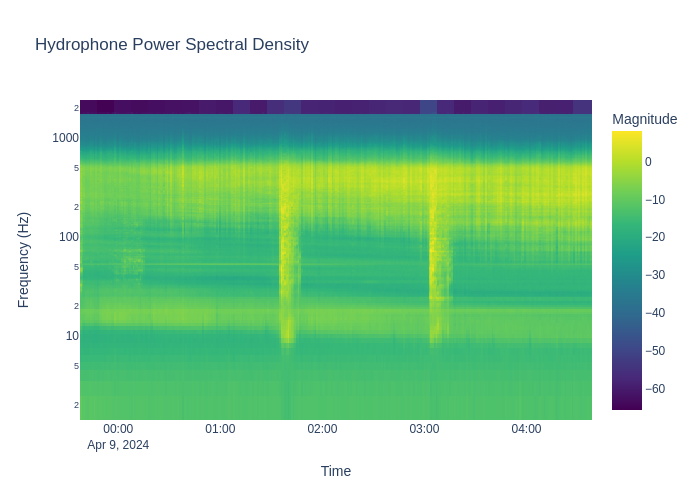 Hydrophone Power Spectral Density
Magnitude
2
1000
5
2
100
5
2
10
5
2
Frequency (Hz)
0
−10
−20
−30
−40
−50
−60
00:00 01:00 02:00 03:00 04:00
Apr 9, 2024
Time